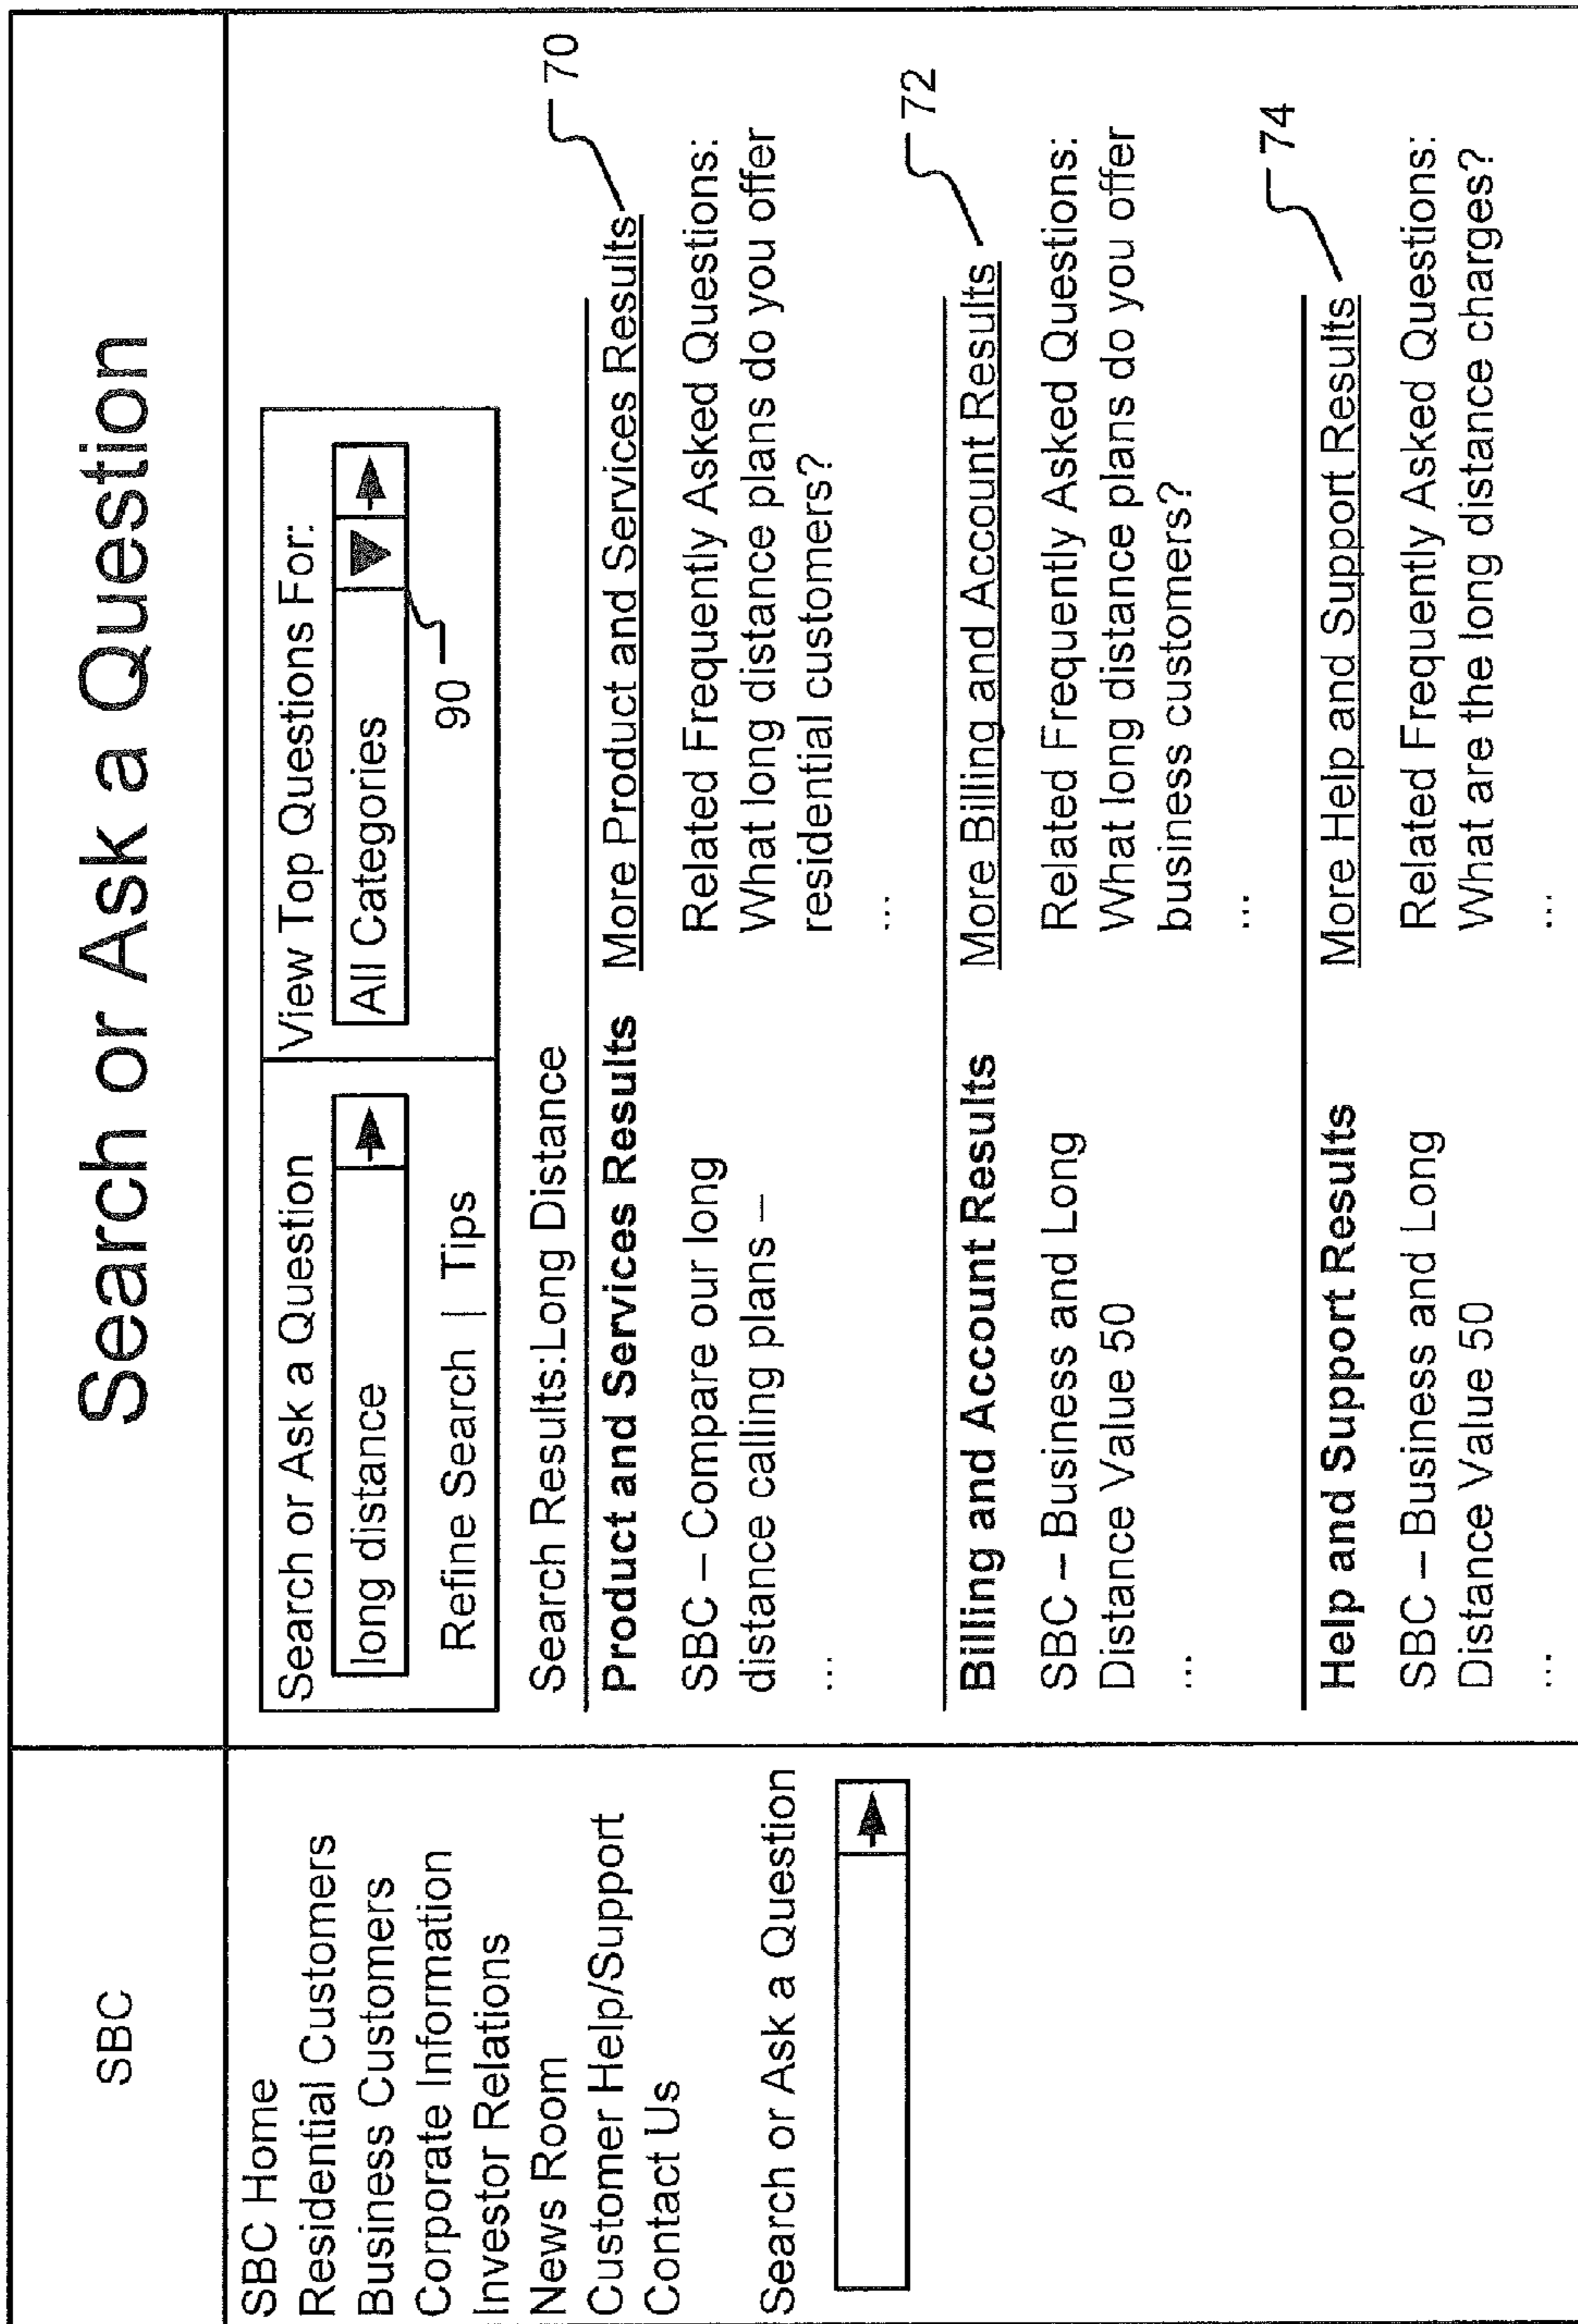 SBC
Search or Ask a Question
SBC Home
Residential Customers
Business Customers
Corporate Information
Investor Relations
News Room
Customer Help/Support
Contact Us
Search or Ask a Question
Search or Ask a Question
long distance
Refine Search | Tips
View Top Questions For:
All Categories
90
Search Results:Long Distance
Product and Services Results
More Product and Services Results
70
SBC – Compare our long
distance calling plans –
...
Related Frequently Asked Questions:
What long distance plans do you offer
residential customers?
...
Billing and Account Results
More Billing and Account Results
72
SBC – Business and Long
Distance Value 50
...
Related Frequently Asked Questions:
What long distance plans do you offer
business customers?
...
Help and Support Results
More Help and Support Results
74
SBC – Business and Long
Distance Value 50
...
Related Frequently Asked Questions:
What are the long distance charges?
...